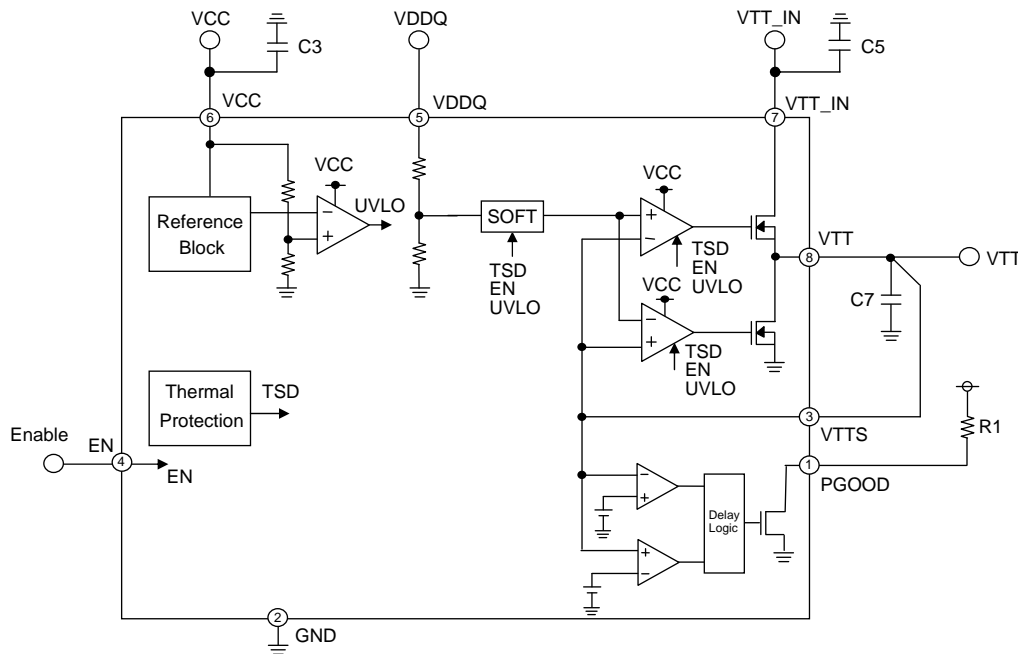 VCC
C3
VDDQ
VTT_IN
C5
6
VCC
5
VDDQ
7
VTT_IN
VCC
VCC
Reference
Block
−
+
UVLO
SOFT
+
−
VTT
8
VTT
TSD
EN
UVLO
TSD
EN
UVLO
VCC
C7
−
+
TSD
EN
UVLO
Thermal
Protection
TSD
3
VTTS
R1
Enable
EN
4
EN
1
PGOOD
−
+
Delay
Logic
+
−
2
GND